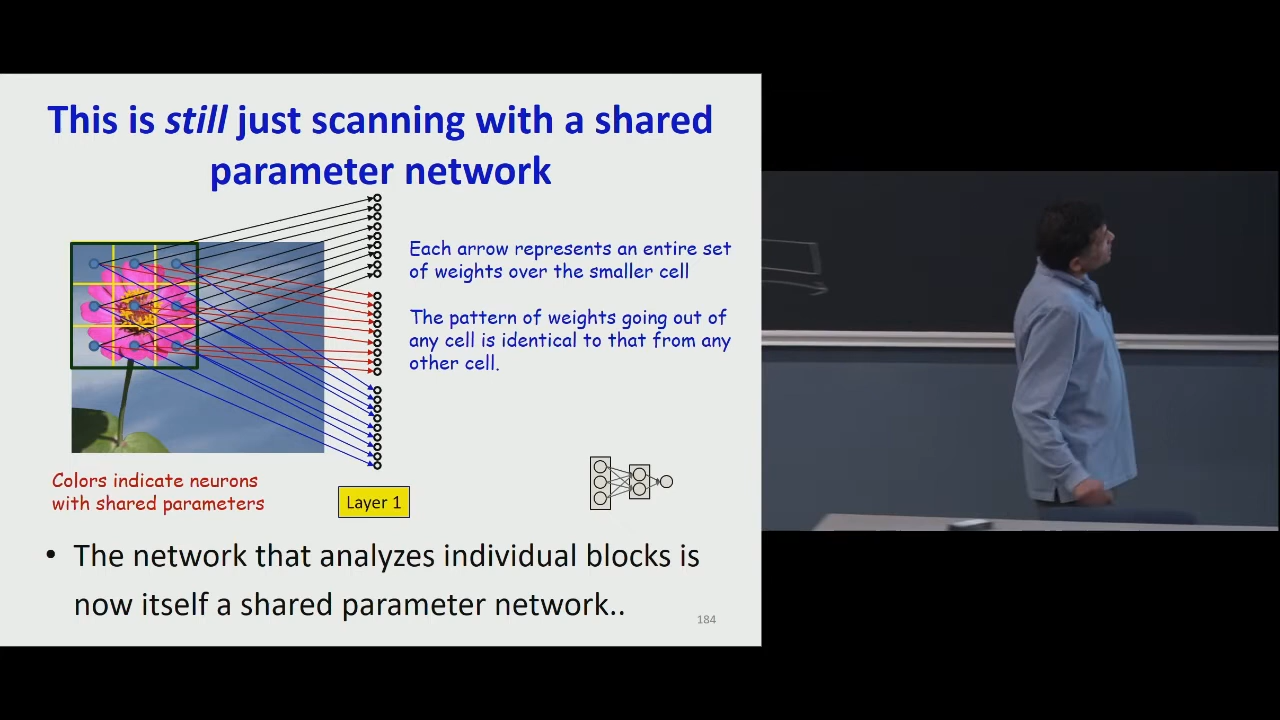 This is still just scanning with a shared
parameter network
Each arrow represents an entire set
of weights over the smaller cell
The pattern of weights going out of
any cell is identical to that from any
other cell.
Colors indicate neurons
with shared parameters
Layer 1
• The network that analyzes individual blocks is
now itself a shared parameter network..
184